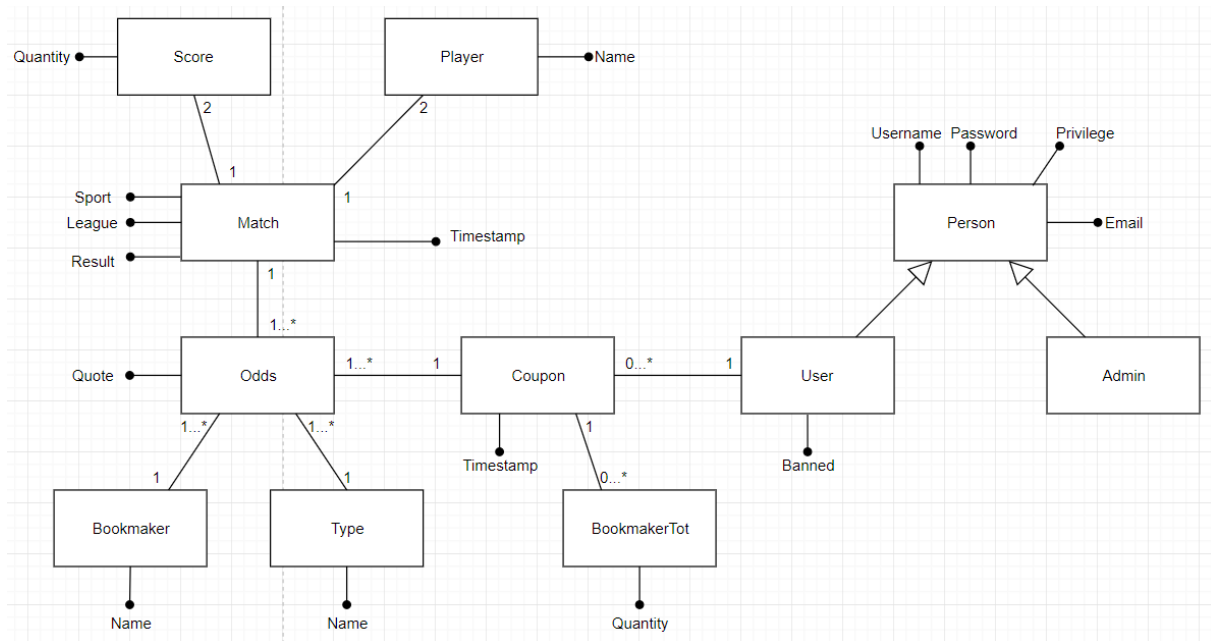 Quantity
Score
Player
Name
2
2
Username
Password
Privilege
1
Sport
1
League
Match
Timestamp
Person
Email
Result
1
1...*
Quote
Odds
1...*
1
Coupon
0...*
1
User
Admin
1...*
1...*
1
Timestamp
Banned
1
1
0...*
Bookmaker
Type
BookmakerTot
Name
Name
Quantity